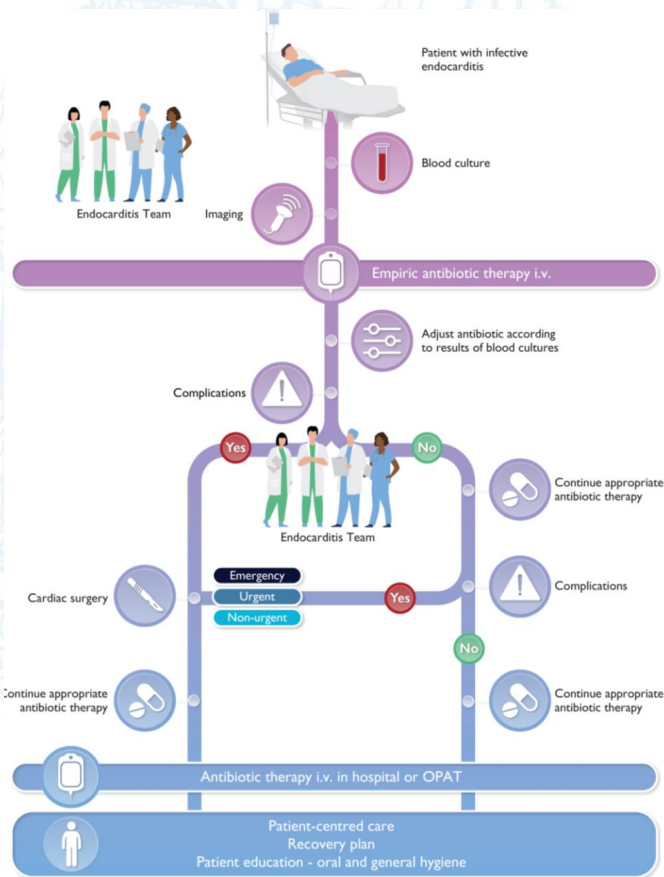 Patient with infective
endocarditis
Blood culture
Endocarditis Team
Imaging
Empiric antibiotic therapy i.v.
Adjust antibiotic according
to results of blood cultures
Complications
Yes
No
Endocarditis Team
Continue appropriate
antibiotic therapy
Emergency
Urgent
Non-urgent
Cardiac surgery
Yes
Complications
No
Continue appropriate
antibiotic therapy
Continue appropriate
antibiotic therapy
Antibiotic therapy i.v. in hospital or OPAT
Patient-centred care
Recovery plan
Patient education - oral and general hygiene